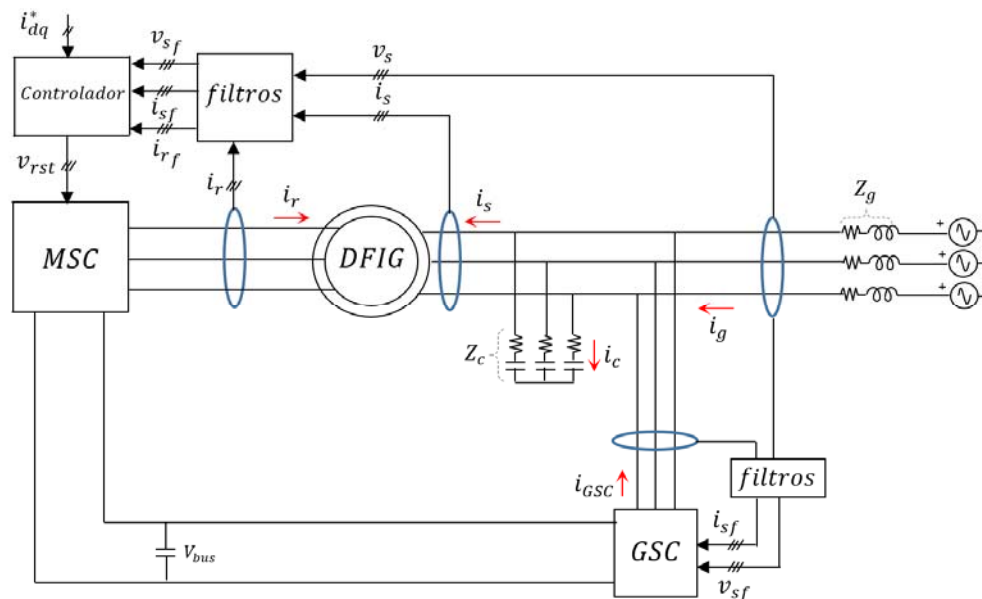 i*dq
vsf
vs
Controlador
isf
filtros
is
irf
vrst
ir
ir
is
Zg
MSC
DFIG
+
+
+
ig
Zc
ic
iGSC
filtros
isf
Vbus
GSC
vsf